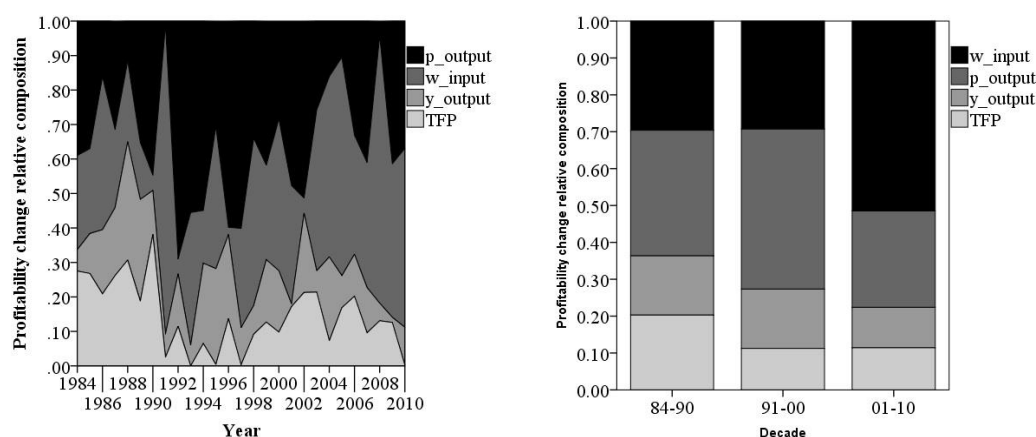 Profitability change relative composition
1.00
.90
.80
.70
.60
.50
.40
.30
.20
.10
.00
1984 1988 1992 1996 2000 2004 2008
1986 1990 1994 1998 2002 2006 2010
Year
p_output
w_input
y_output
TFP
Profitability change relative composition
1.00
0.90
0.80
0.70
0.60
0.50
0.40
0.30
0.20
0.10
0.00
84-90 91-00 01-10
Decade
w_input
p_output
y_output
TFP